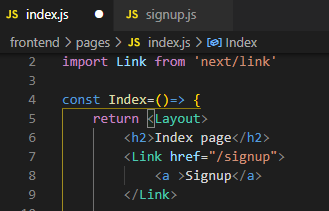 JS index.js JS signup.js
frontend > pages > JS index.js > Index
2 import Link from 'next/link'
3
4 const Index=()=> {
5 return <Layout>
6 <h2>Index page</h2>
7 <Link href="/signup">
8 <a >Signup</a>
9 </Link>